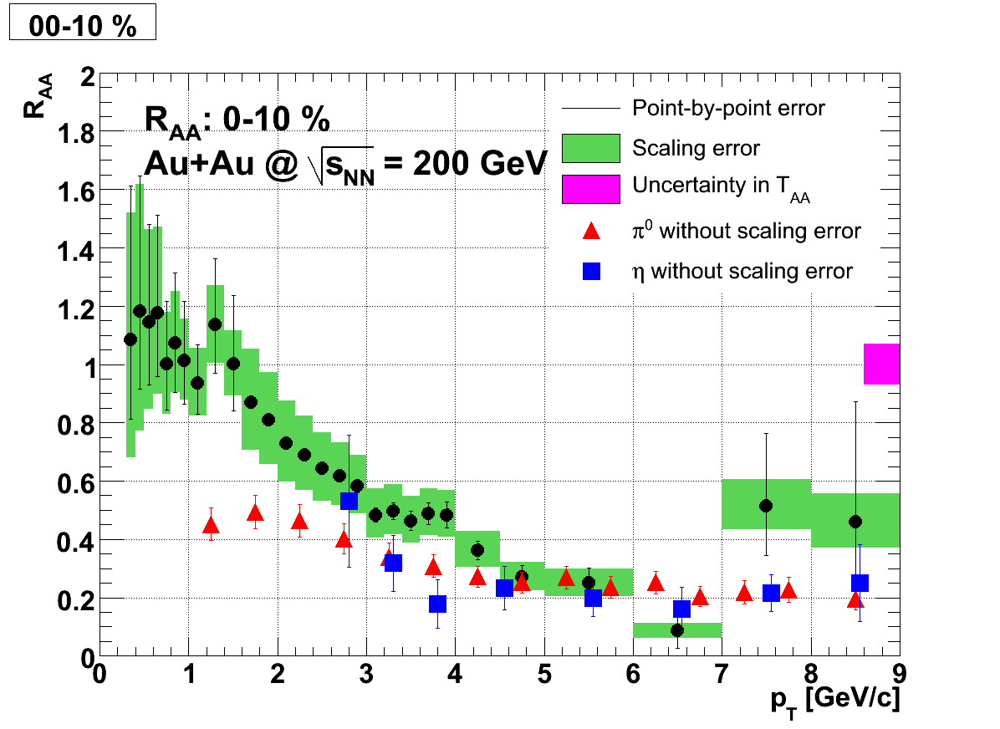 00-10 %
R_AA
R_AA: 0-10 %
Au+Au @ √s_NN = 200 GeV
Point-by-point error
Scaling error
Uncertainty in T_AA
π⁰ without scaling error
η without scaling error
2
1.8
1.6
1.4
1.2
1
0.8
0.6
0.4
0.2
0
0 1 2 3 4 5 6 7 8 9
p_T [GeV/c]